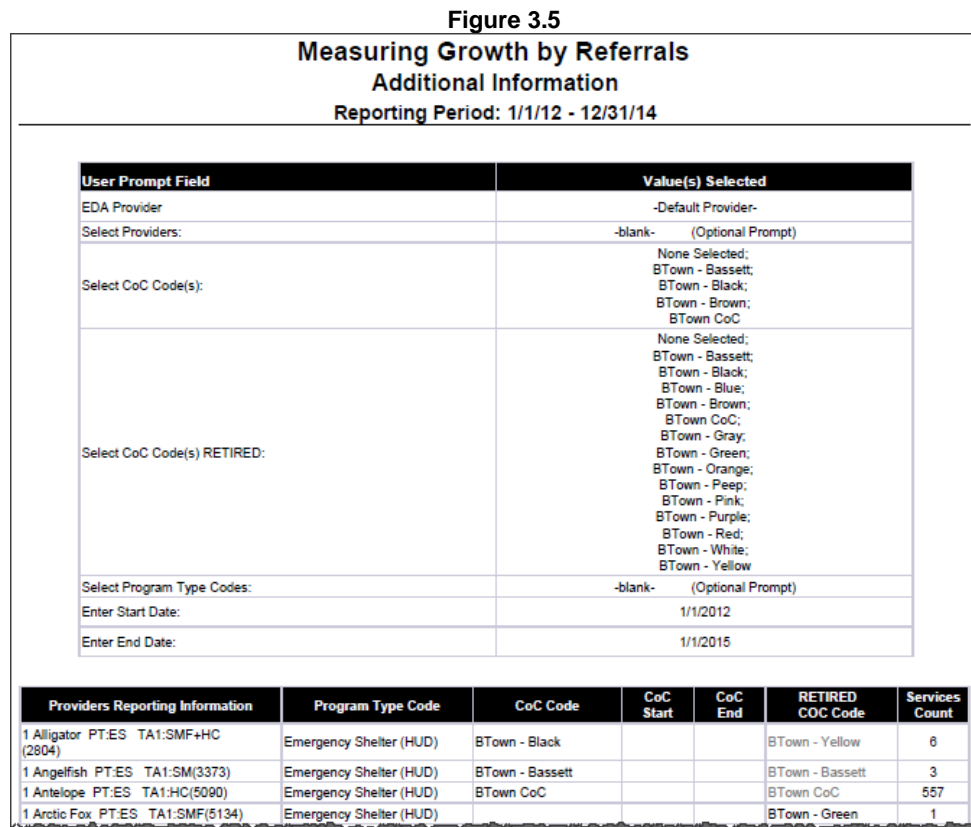 Figure 3.5
Measuring Growth by Referrals
Additional Information
Reporting Period: 1/1/12 - 12/31/14
User Prompt Field Value(s) Selected
EDA Provider -Default Provider-
Select Providers: -blank- (Optional Prompt)
Select CoC Code(s):
None Selected;
BTown - Bassett;
BTown - Black;
BTown - Brown;
BTown CoC
Select CoC Code(s) RETIRED:
None Selected;
BTown - Bassett;
BTown - Black;
BTown - Blue;
BTown - Brown;
BTown CoC;
BTown - Gray;
BTown - Green;
BTown - Orange;
BTown - Peep;
BTown - Pink;
BTown - Purple;
BTown - Red;
BTown - White;
BTown - Yellow
Select Program Type Codes: -blank- (Optional Prompt)
Enter Start Date: 1/1/2012
Enter End Date: 1/1/2015
Providers Reporting Information Program Type Code CoC Code CoC Start CoC End RETIRED COC Code Services Count
1 Alligator PT:ES TA1:SMF+HC
(2804) Emergency Shelter (HUD) BTown - Black BTown - Yellow 6
1 Angelfish PT:ES TA1:SM(3373) Emergency Shelter (HUD) BTown - Bassett BTown - Bassett 3
1 Antelope PT:ES TA1:HC(5090) Emergency Shelter (HUD) BTown CoC BTown CoC 557
1 Arctic Fox PT:ES TA1:SMF(5134) Emergency Shelter (HUD) BTown - Green 1